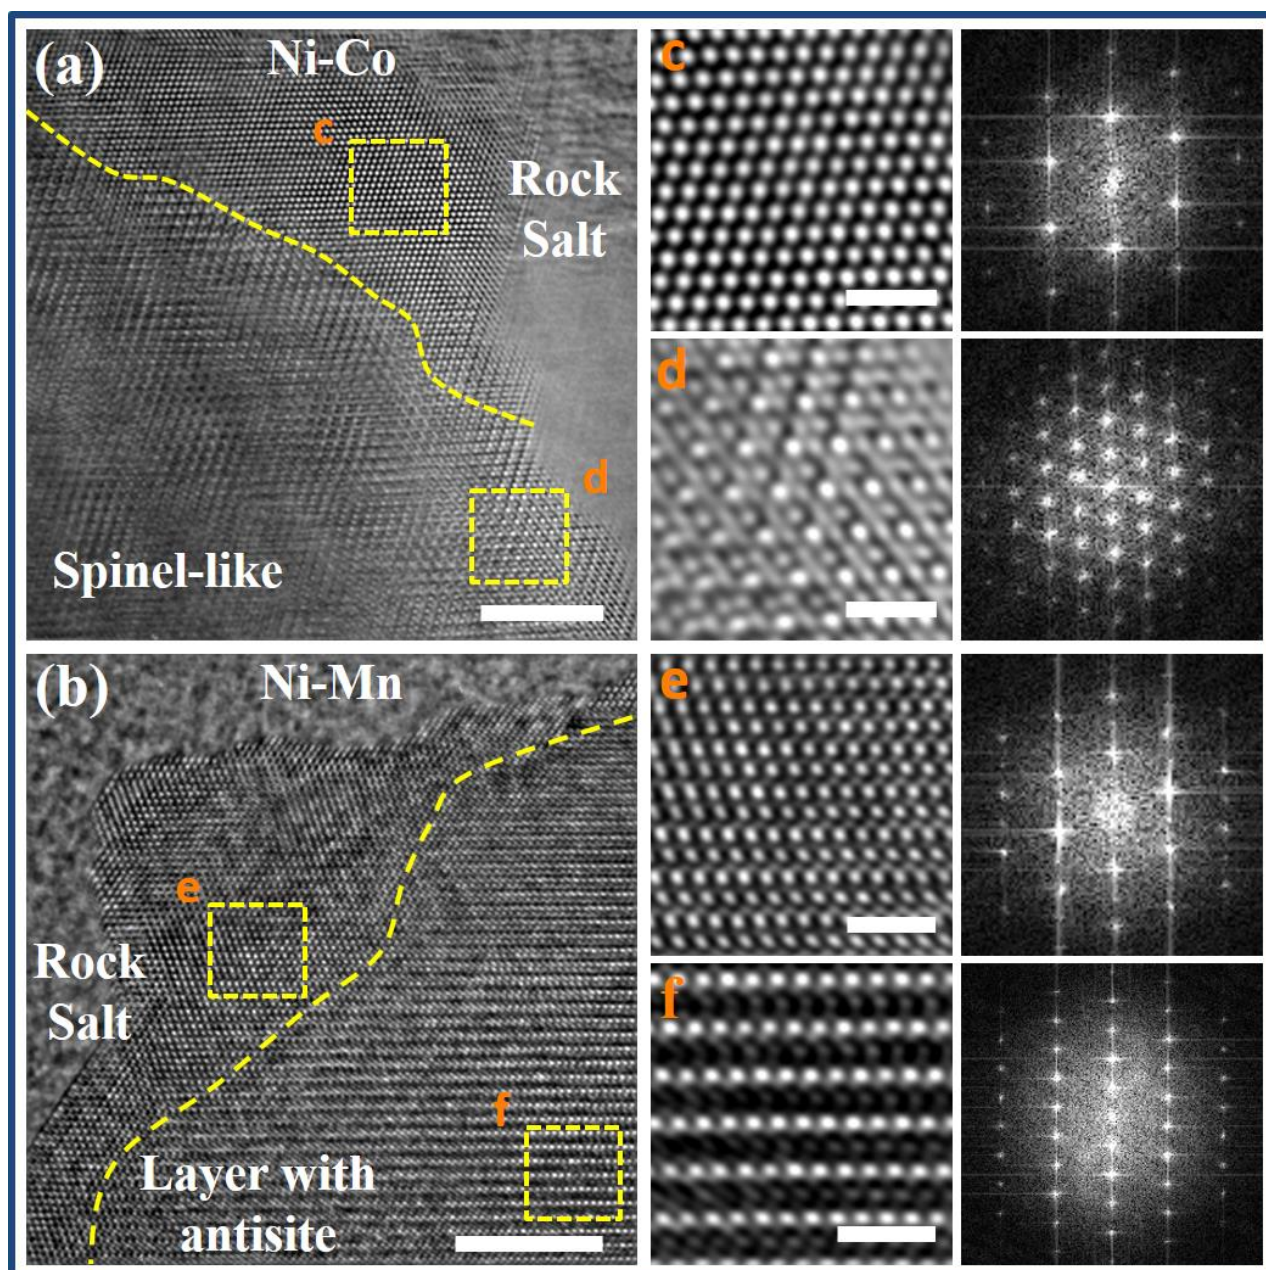 (a)
Ni-Co
c
Rock
Salt
d
Spinel-like
c
d
(b)
Ni-Mn
e
Rock
Salt
f
Layer with
antisite
e
f